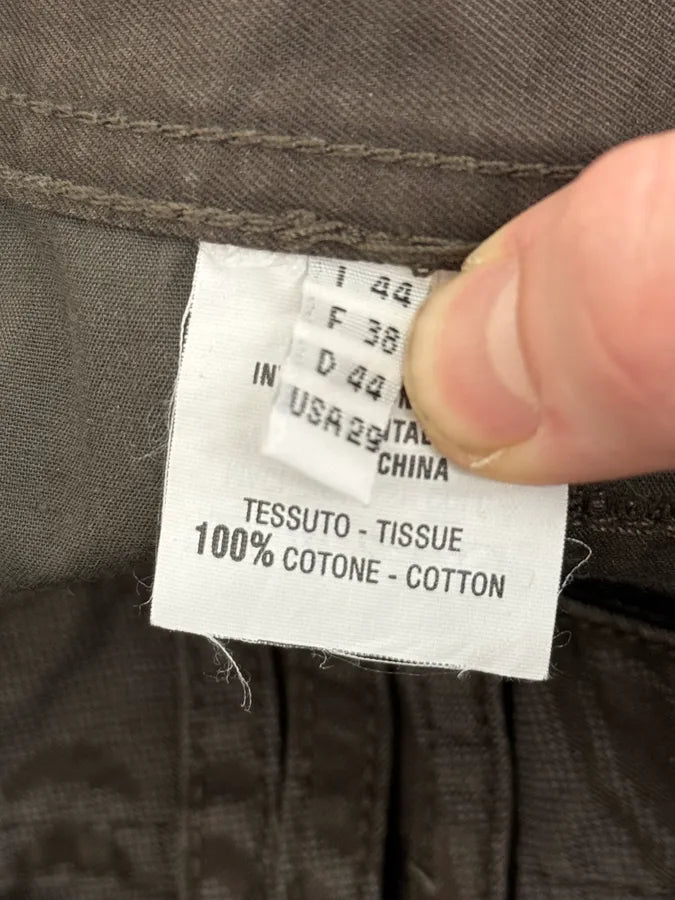 I 44
F 38
D 44
USA 29
CHINA
TESSUTO - TISSUE
100% COTONE - COTTON